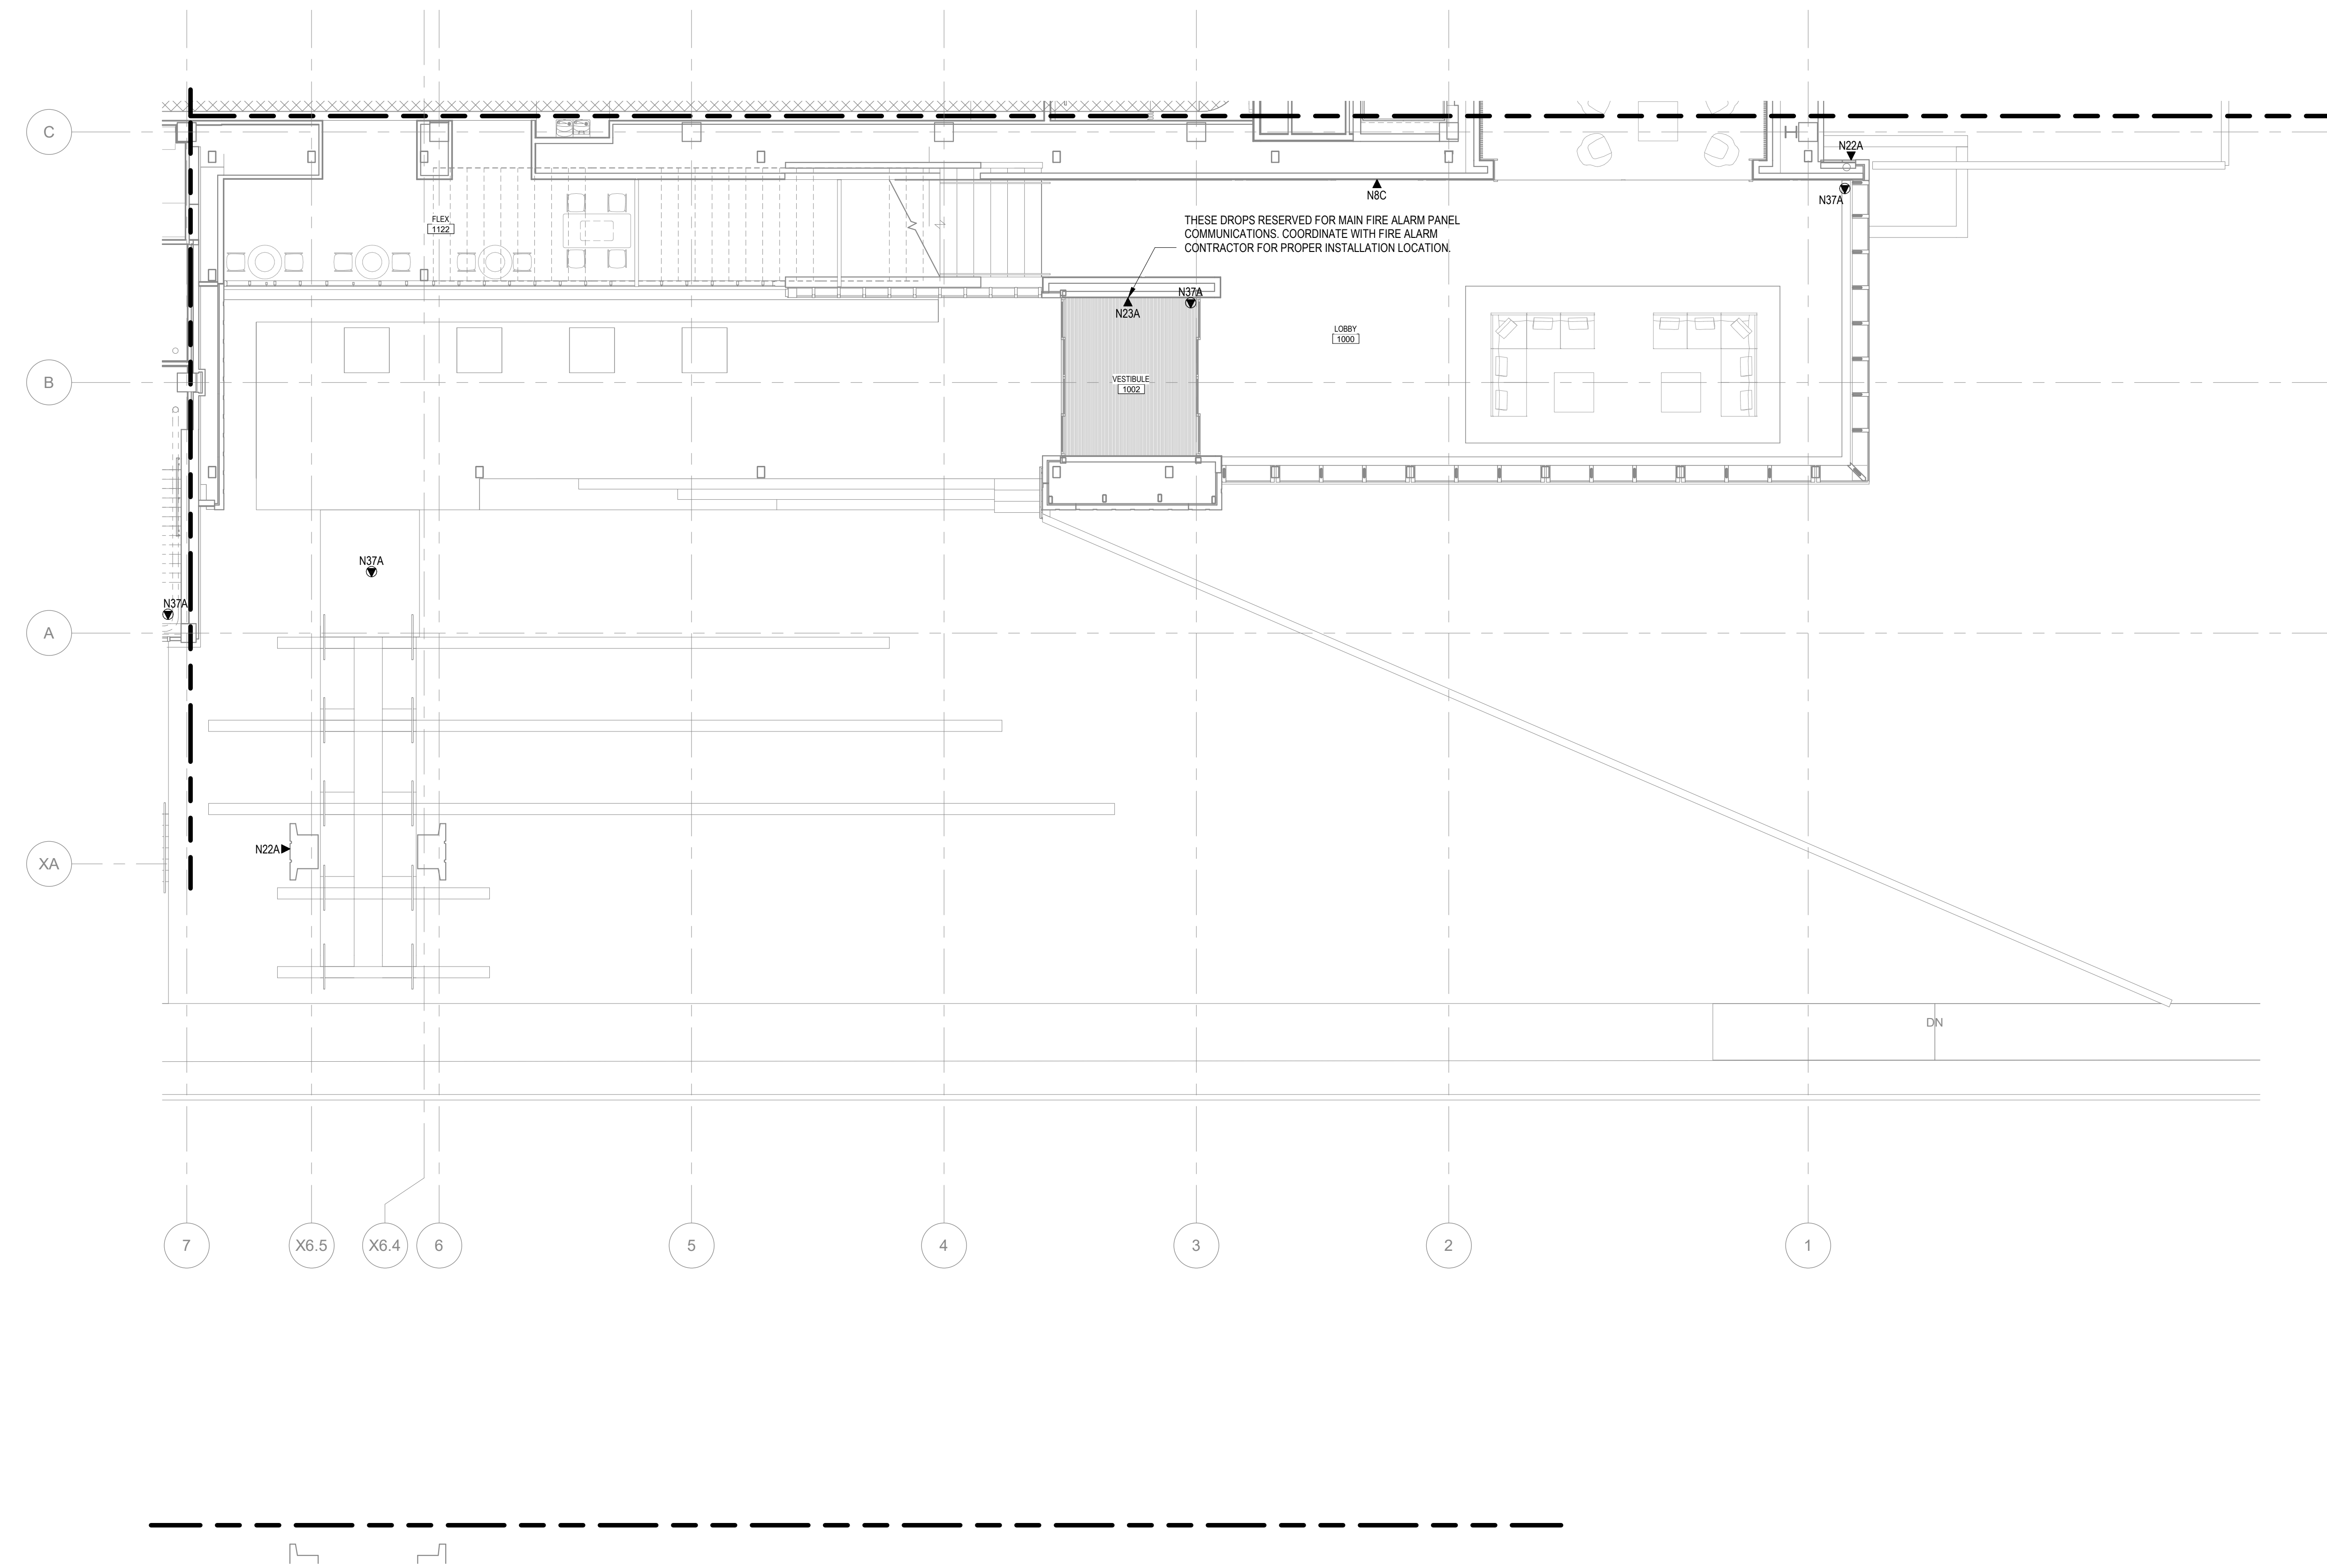 C
N22A
N8C
N37A
FLEX
1122
THESE DROPS RESERVED FOR MAIN FIRE ALARM PANEL
COMMUNICATIONS. COORDINATE WITH FIRE ALARM
CONTRACTOR FOR PROPER INSTALLATION LOCATION.
N37A
N23A
LOBBY
1000
B
VESTIBULE
1002
N37A
N37A
A
N22A
XA
DN
7
X6.5
X6.4
6
5
4
3
2
1